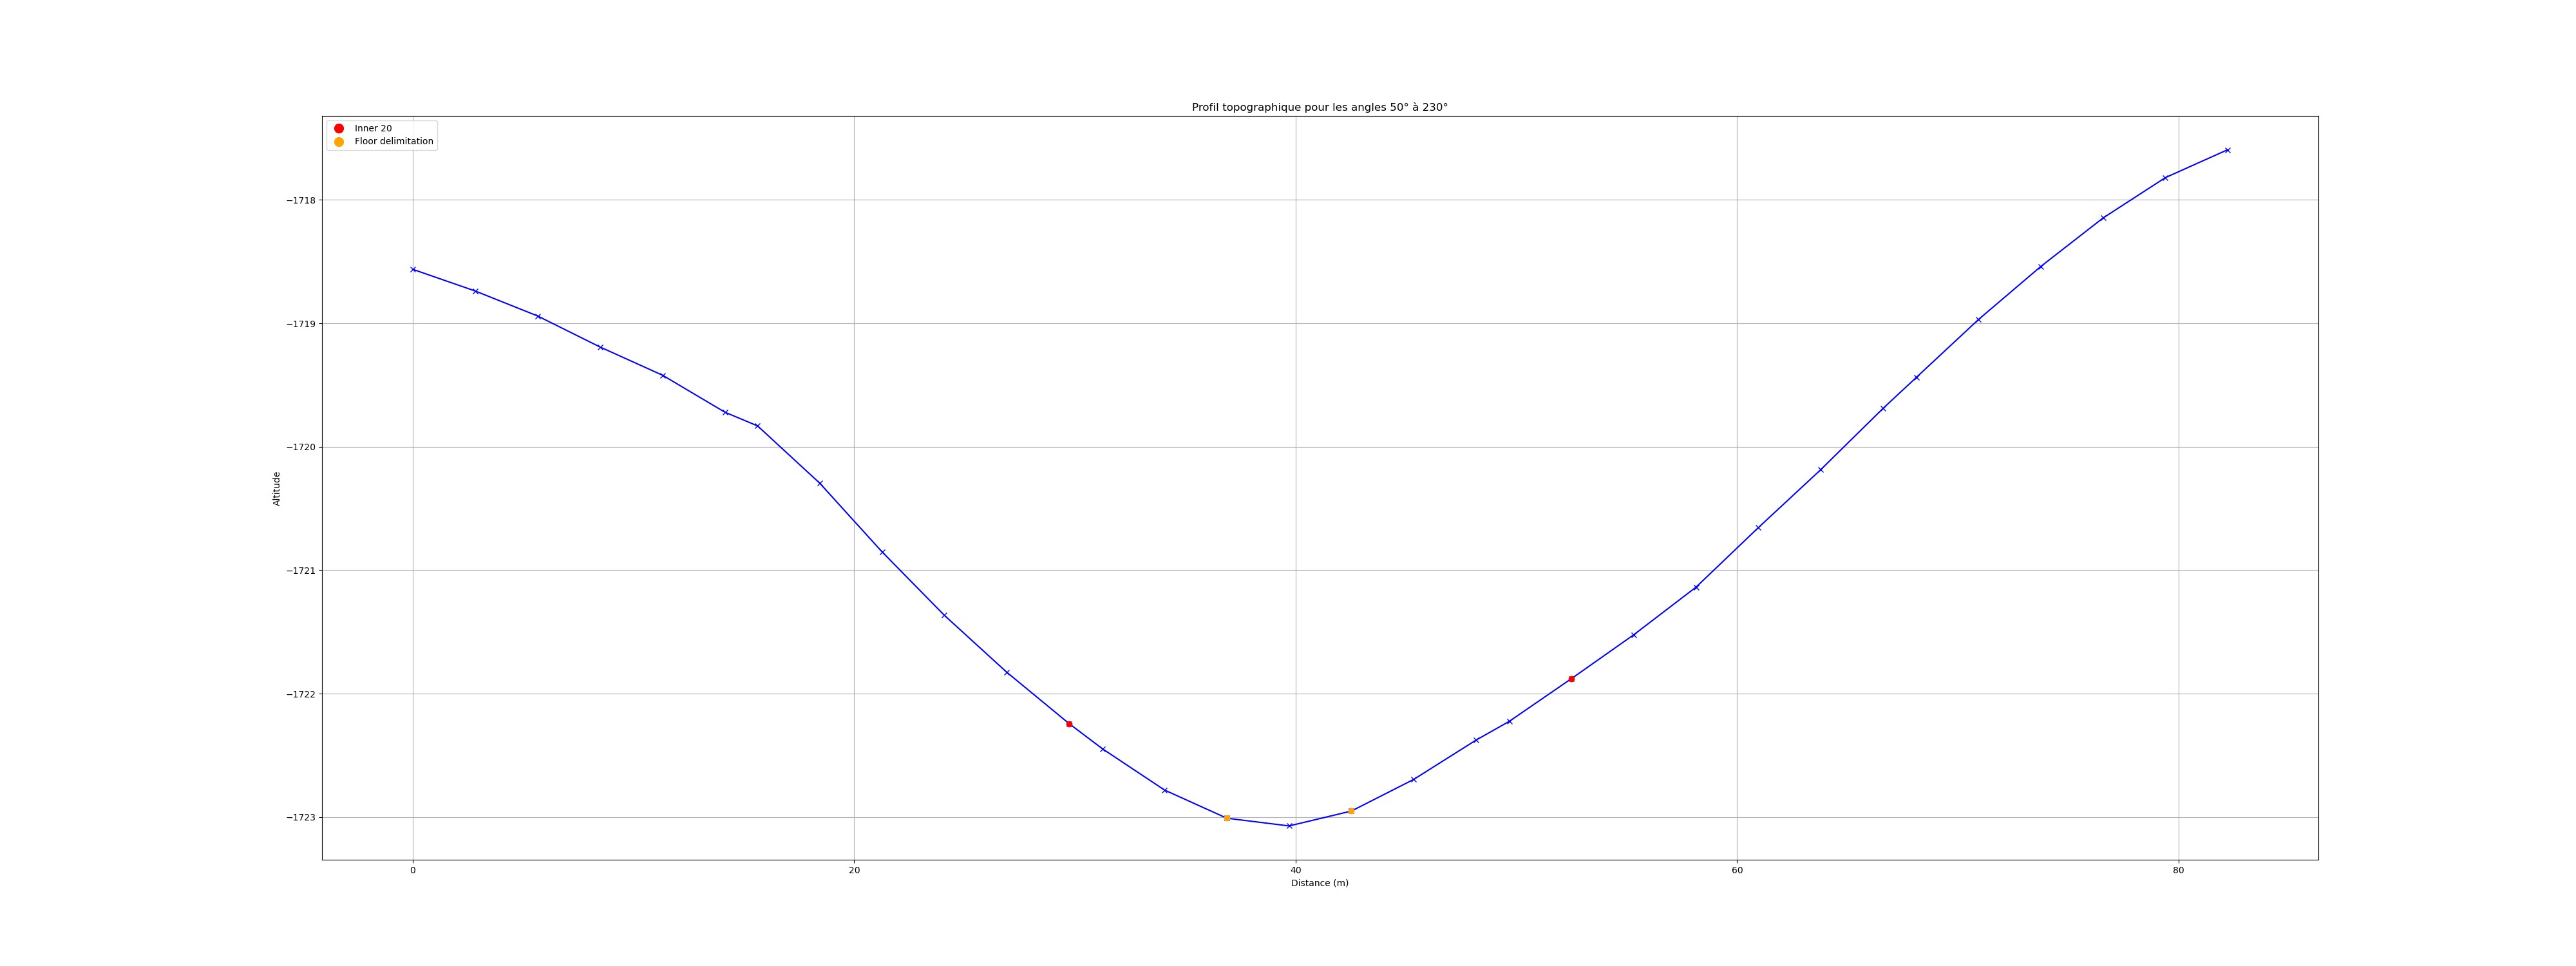 Profil topographique pour les angles 50° à 230°
Inner 20
Floor delimitation
−1718
−1719
−1720
−1721
−1722
−1723
Altitude
0 20 40 60 80
Distance (m)